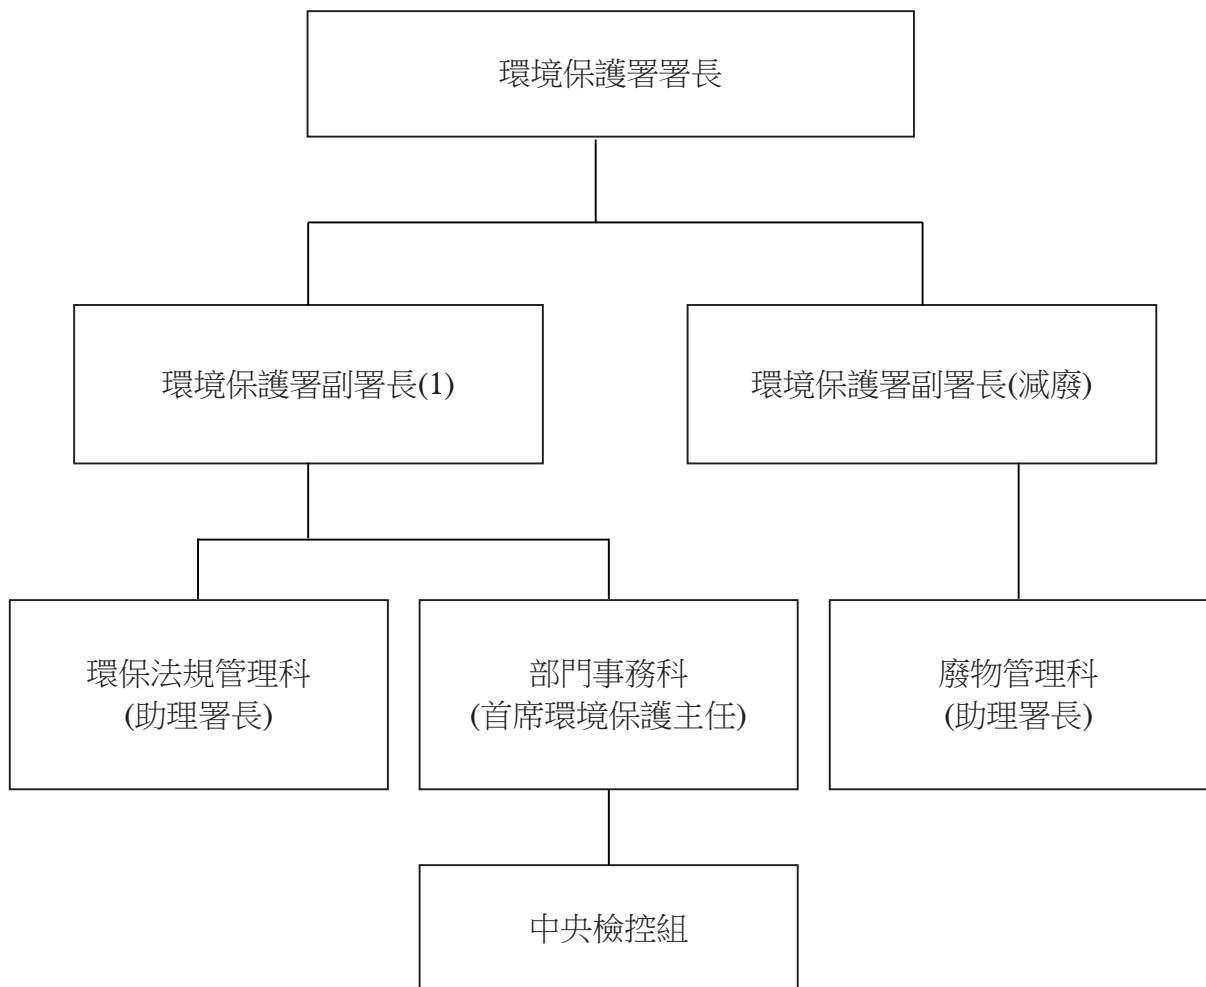 環境保護署署長
環境保護署副署長(1)
環境保護署副署長(減廢)
環保法規管理科
(助理署長)
部門事務科
(首席環境保護主任)
廢物管理科
(助理署長)
中央檢控組